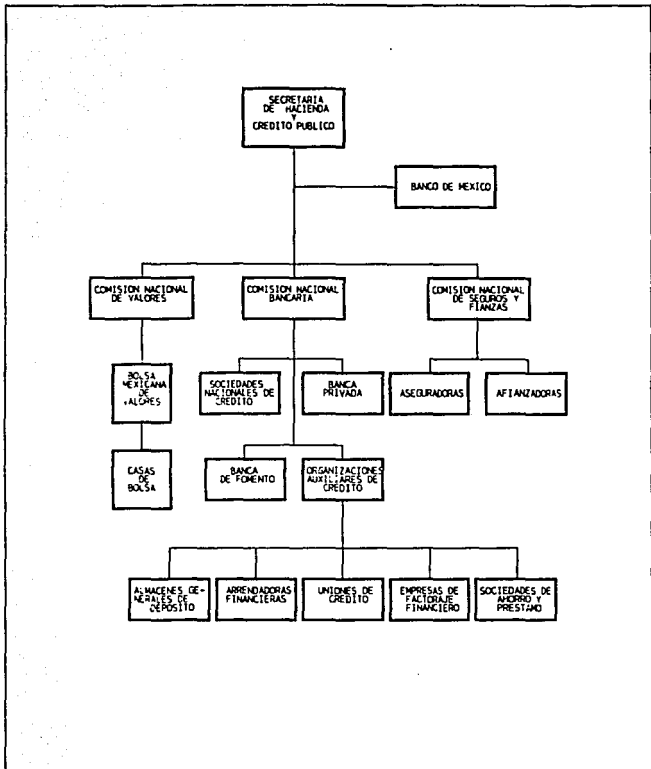 SECRETARIA
DE HACIENDA
Y
CREDITO PUBLICO
BANCO DE MEXICO
COMISION NACIONAL
DE VALORES
COMISION NACIONAL
BANCARIA
COMISION NACIONAL
DE SEGUROS Y
FIANZAS
BOLSA
MEXICANA
DE
VALORES
SOCIEDADES
NACIONALES DE
CREDITO
BANCA
PRIVADA
ASEGURADORAS
AFIANZADORAS
CASAS
DE
BOLSA
BANCA
DE FOMENTO
ORGANIZACIONES
AUXILIARES DE
CREDITO
ALMACENES GE-
NERALES DE
DEPOSITO
ARRENDADORAS
FINANCIERAS
UNIONES DE
CREDITO
EMPRESAS DE
FACTORAJE
FINANCIERO
SOCIEDADES DE
AHORRO Y
PRESTAMO